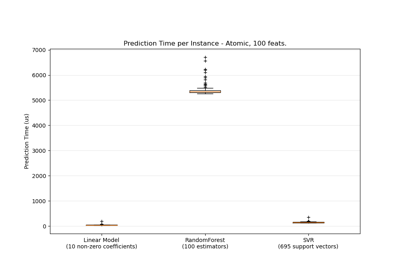 Prediction Time per Instance - Atomic, 100 feats.
7000
6000
5000
4000
3000
2000
1000
0
Prediction Time (us)
Linear Model
(10 non-zero coefficients)
RandomForest
(100 estimators)
SVR
(695 support vectors)